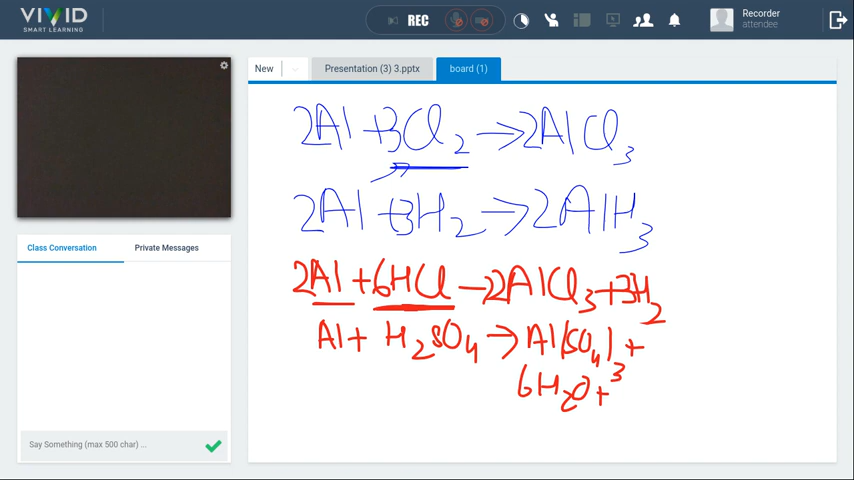 VIVID
SMART LEARNING
REC
Recorder
attendee
New
Presentation (3) 3.pptx
board (1)
2Al +3Cl2 →2AlCl3
2Al +3H2 →2AlH3
2Al +6HCl →2AlCl3 +3H2
Al + H2SO4 →Al(SO4)3 +
6H2O +
Class Conversation
Private Messages
Say Something (max 500 char) ...